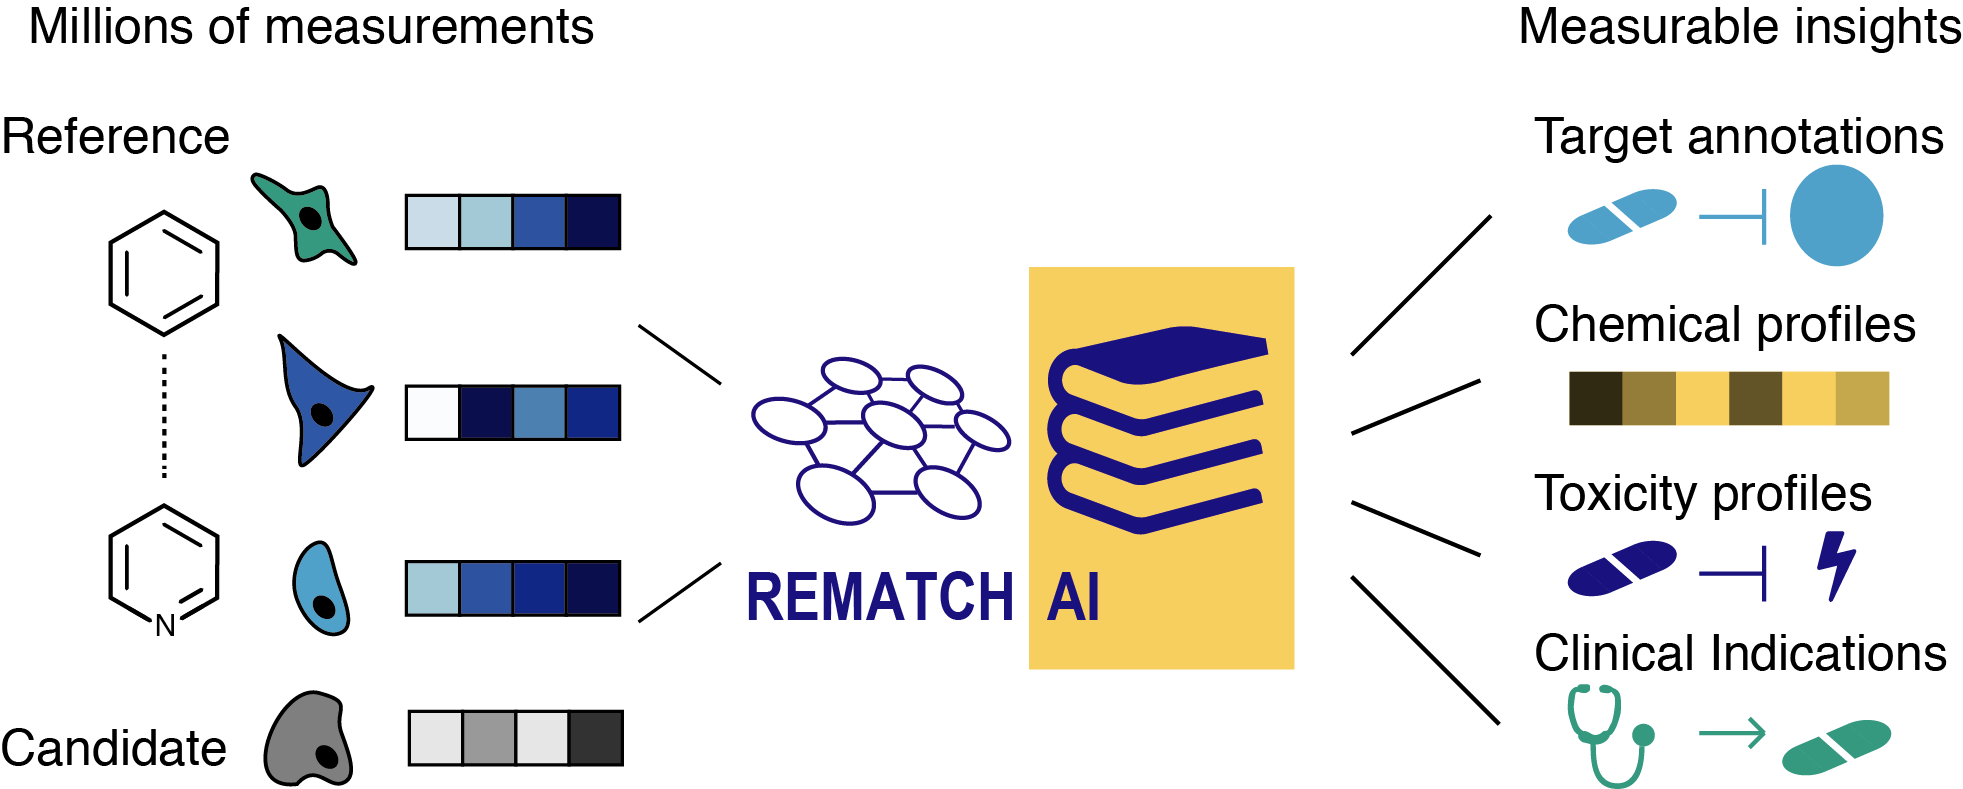 Millions of measurements
Measurable insights
Reference
N
Candidate
REMATCH AI
Target annotations
Chemical profiles
Toxicity profiles
Clinical Indications